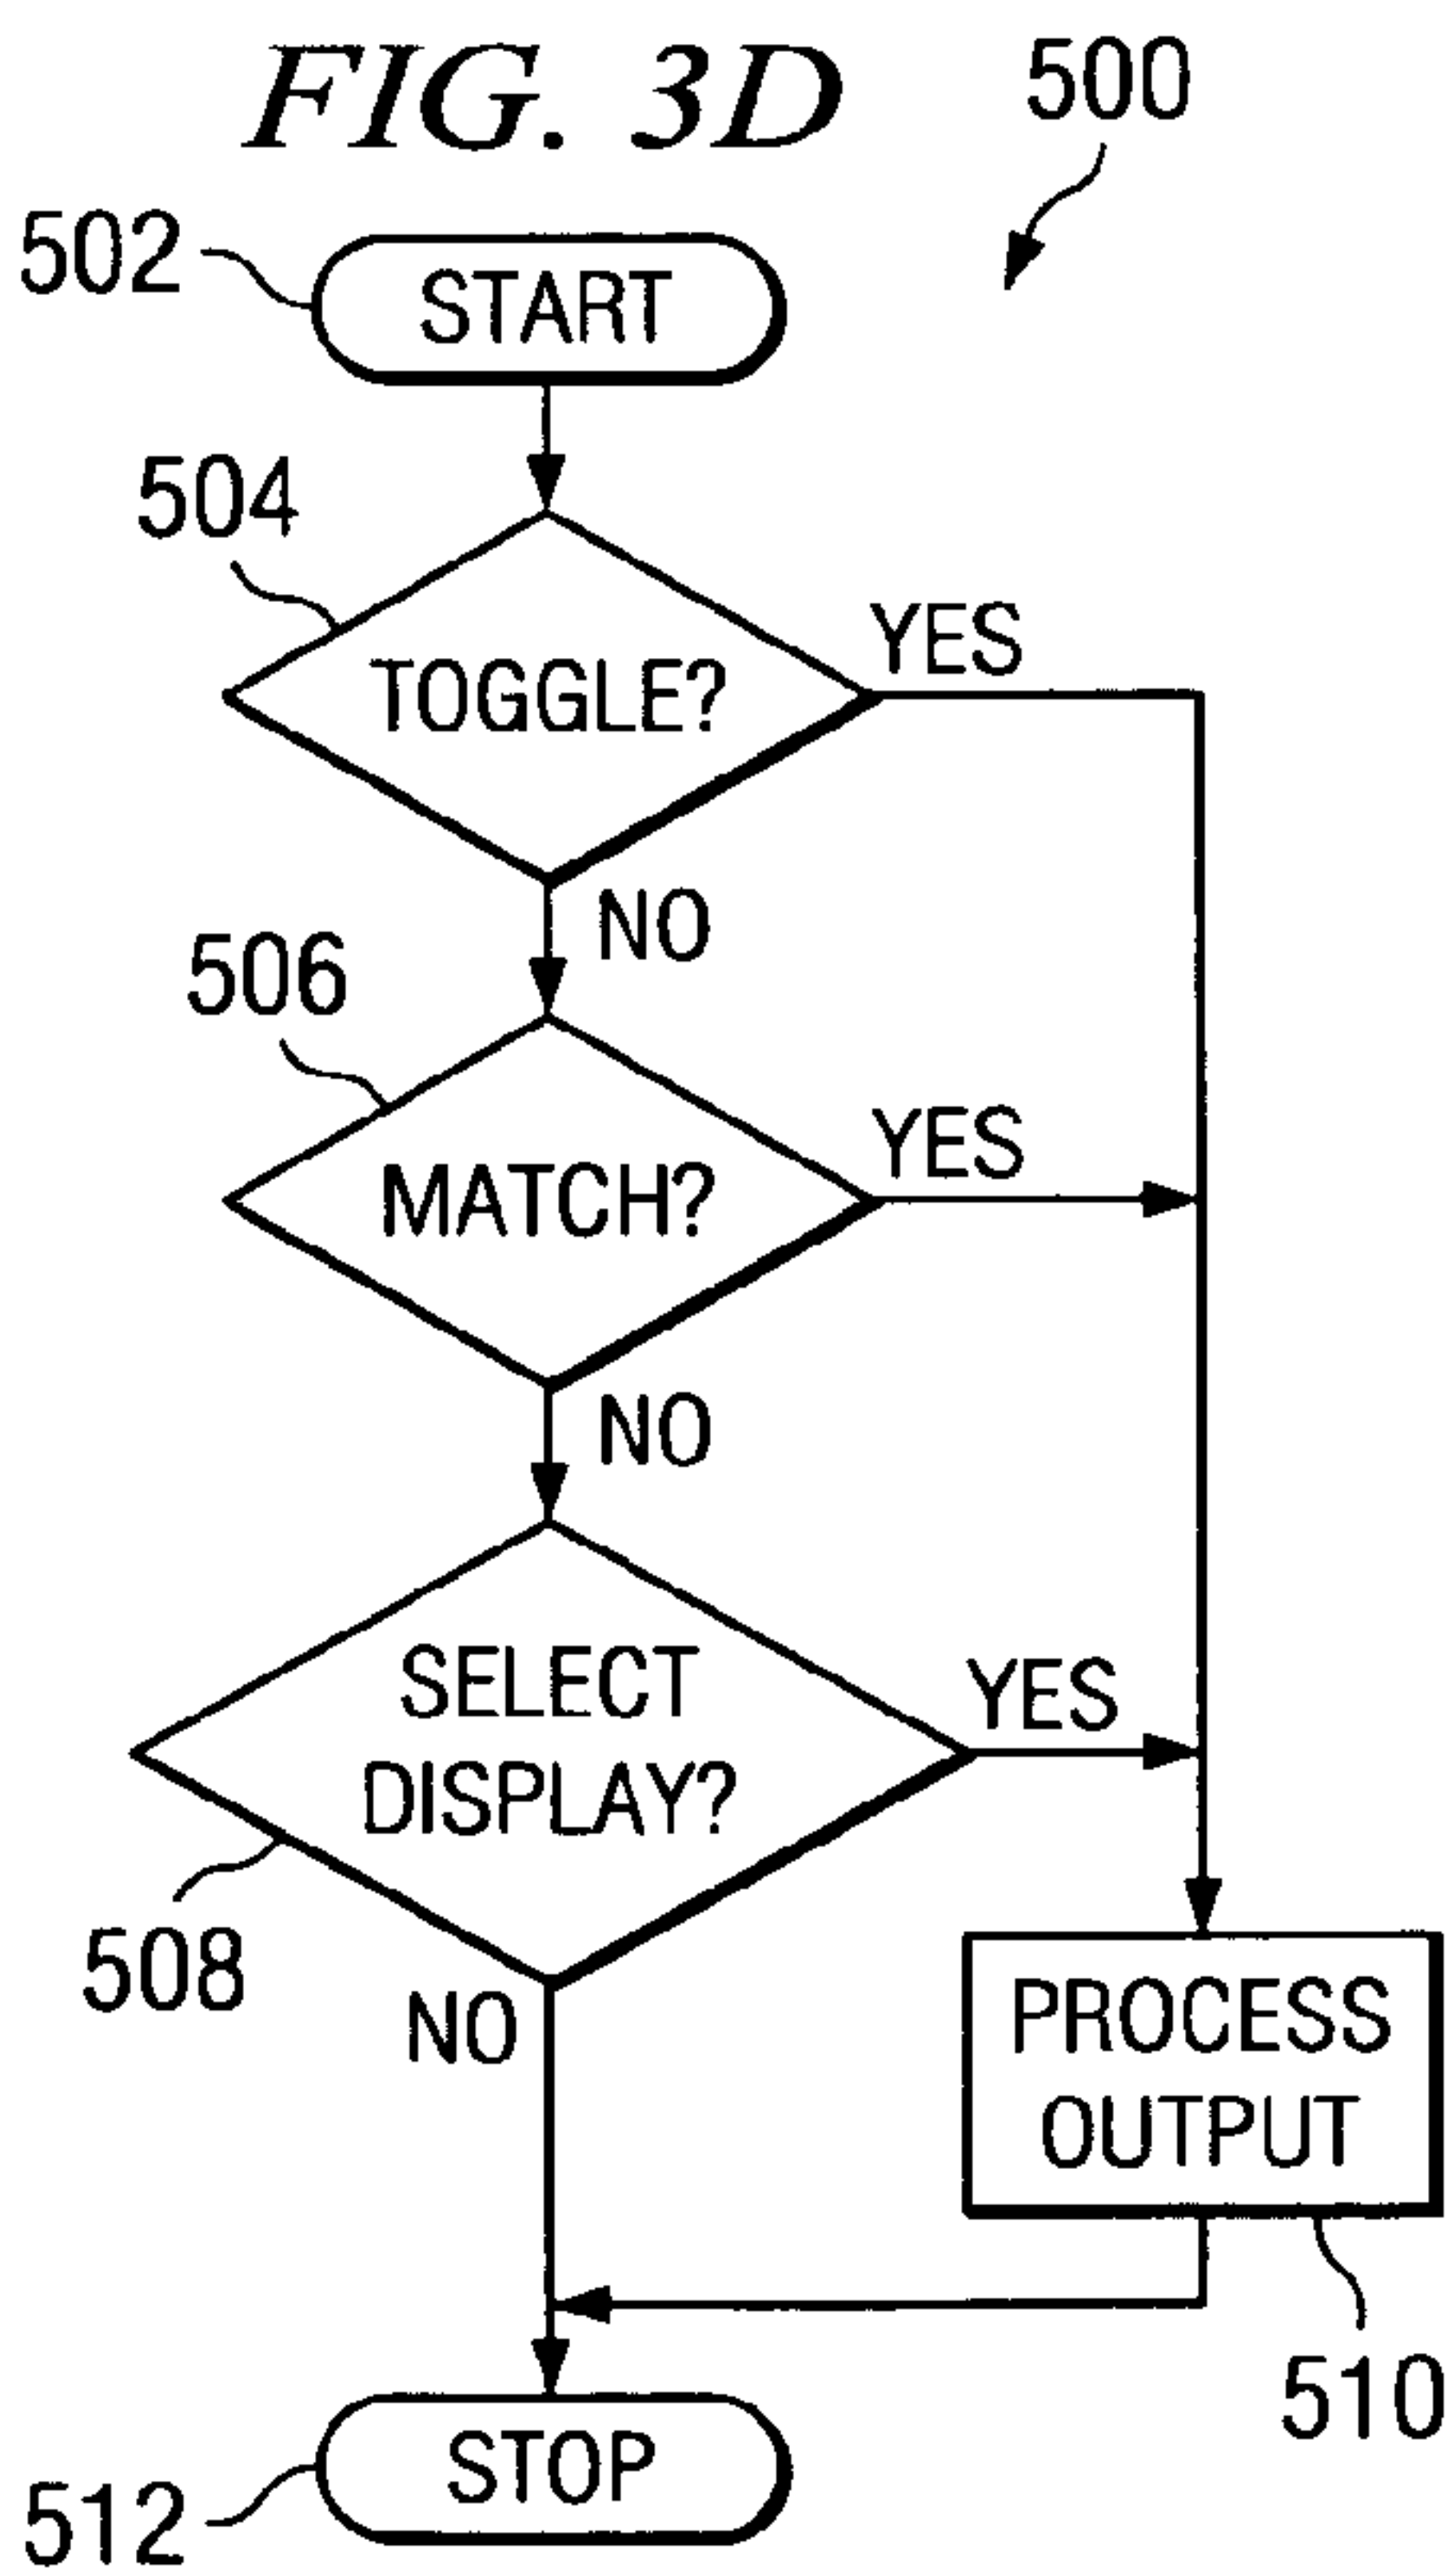 FIG. 3D
500
502
START
504
TOGGLE?
YES
NO
506
MATCH?
YES
NO
SELECT
DISPLAY?
YES
508
NO
PROCESS
OUTPUT
510
STOP
512